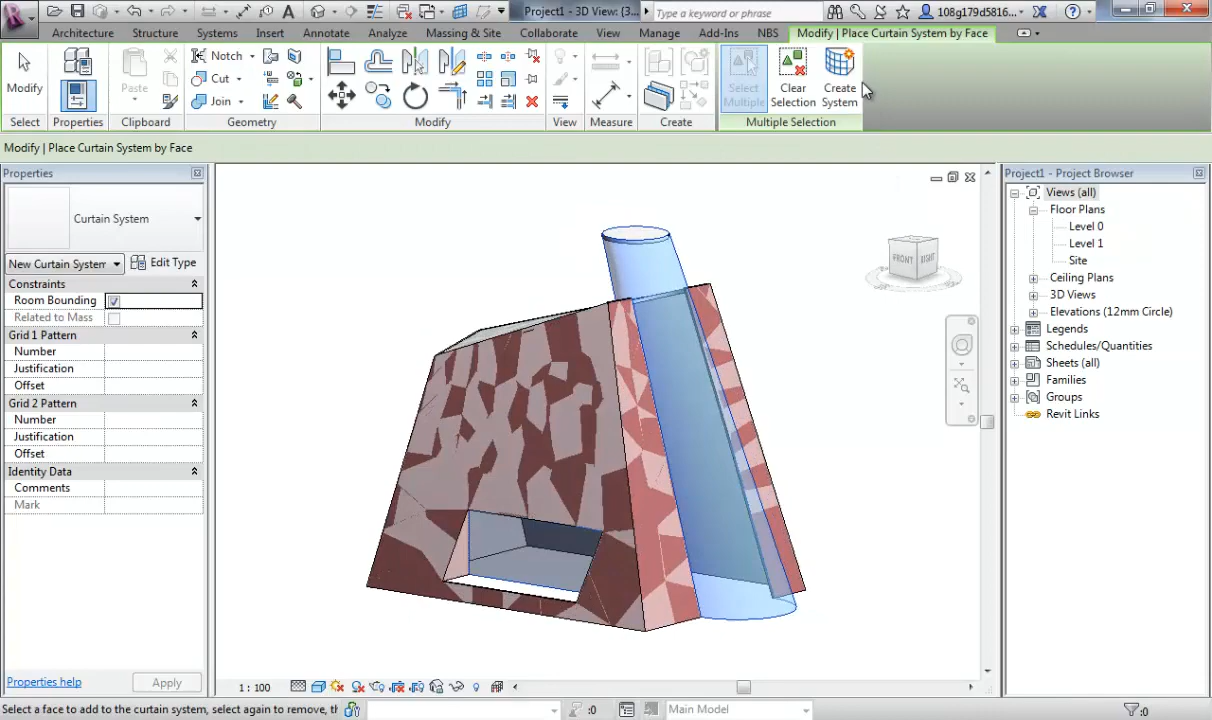 Project1 - 3D View: (3...
Type a keyword or phrase
108g179d5816...
Architecture Structure Systems Insert Annotate Analyze Massing & Site Collaborate View Manage Add-Ins NBS Modify | Place Curtain System by Face
Modify
Properties
Paste
Notch
Cut
Join
Select Multiple
Clear Selection
Create System
Select Properties Clipboard Geometry Modify View Measure Create Multiple Selection
Modify | Place Curtain System by Face
Properties
Curtain System
New Curtain System
Edit Type
Constraints
Room Bounding
Related to Mass
Grid 1 Pattern
Number
Justification
Offset
Grid 2 Pattern
Number
Justification
Offset
Identity Data
Comments
Mark
Properties help
Apply
FRONT
RIGHT
1 : 100
Project1 - Project Browser
Views (all)
Floor Plans
Level 0
Level 1
Site
Ceiling Plans
3D Views
Elevations (12mm Circle)
Legends
Schedules/Quantities
Sheets (all)
Families
Groups
Revit Links
Select a face to add to the curtain system, select again to remove, th
:0
Main Model
:0